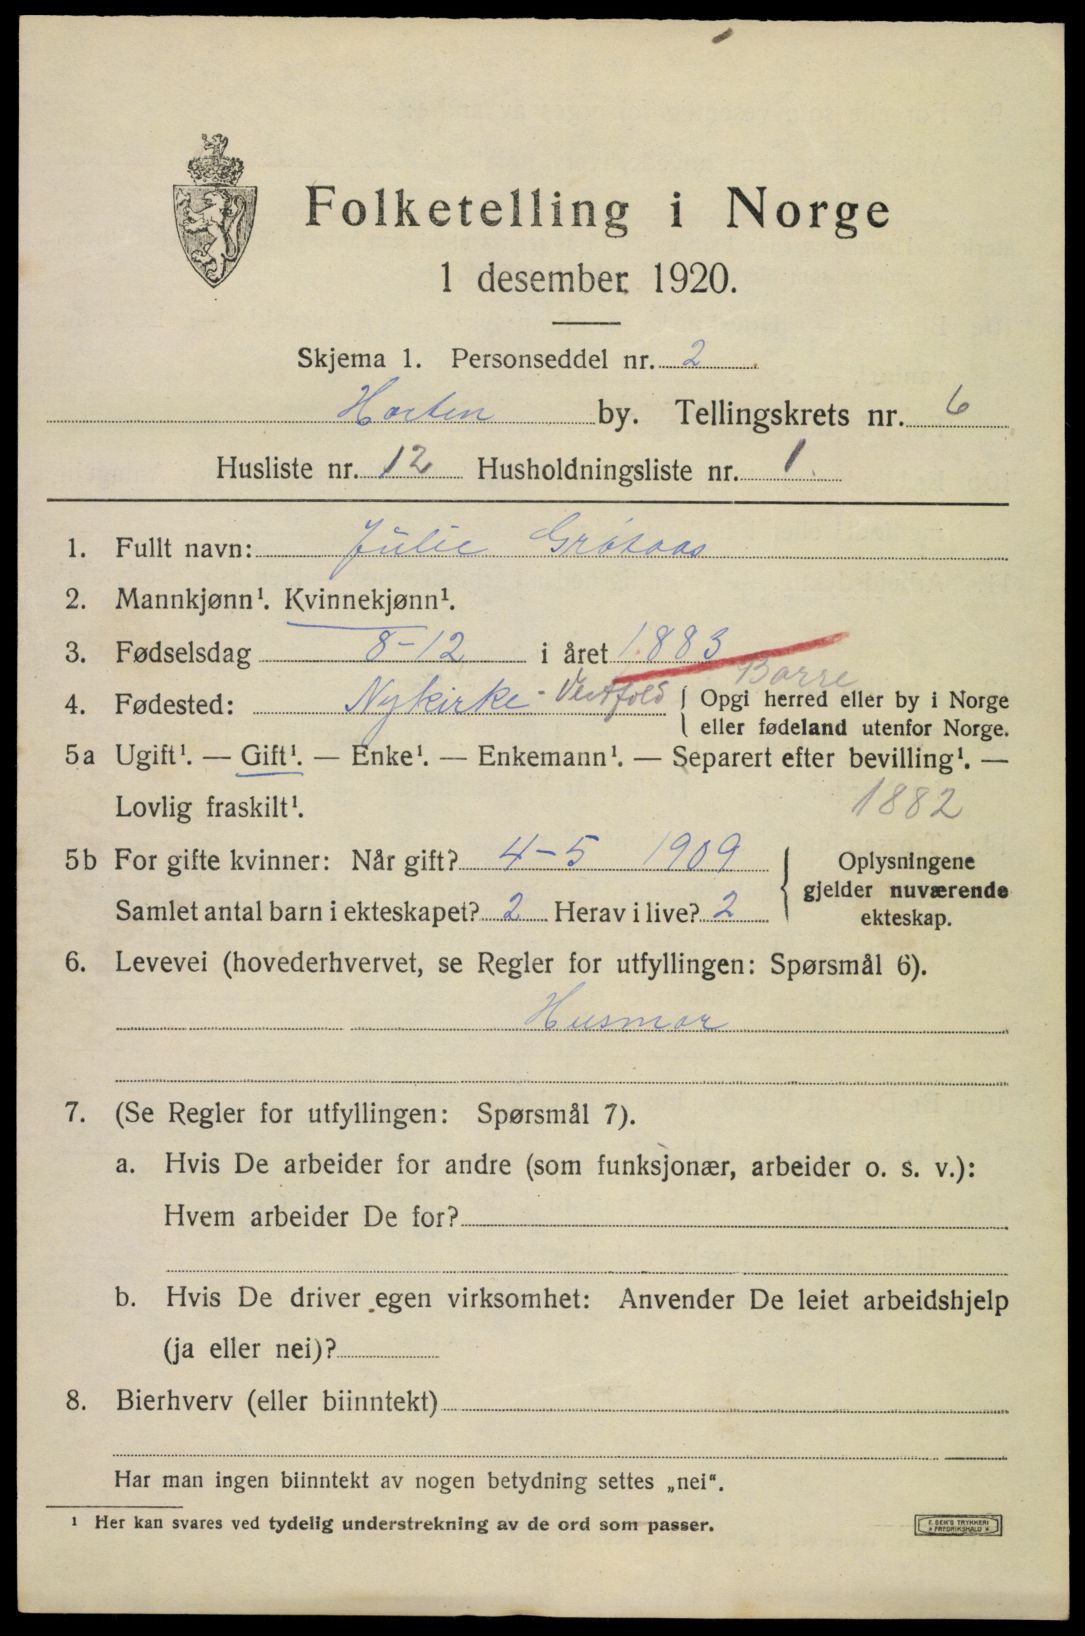 Folketelling i Norge
1 desember 1920.
Skjema 1. Personseddel nr. 2
Horten by. Tellingskrets nr. 6
Husliste nr. 12 Husholdningsliste nr. 1
1. Fullt navn: Julie
2. Mannkjønn¹. Kvinnekjønn¹.
3. Fødselsdag 8-12 i året 1883
Borre
4. Fødested: Nykirke - Vestfold { Opgi herred eller by i Norge
eller fødeland utenfor Norge.
5a Ugift¹. — Gift¹. — Enke¹. — Enkemann¹. — Separert efter bevilling¹. —
Lovlig fraskilt¹. 1882
5b For gifte kvinner: Når gift? 4-5 1909
Samlet antal barn i ekteskapet? 2 Herav i live? 2
} Oplysningene
gjelder nuværende
ekteskap.
6. Levevei (hovederhvervet, se Regler for utfyllingen: Spørsmål 6).
Husmor
7. (Se Regler for utfyllingen: Spørsmål 7).
a. Hvis De arbeider for andre (som funksjonær, arbeider o. s. v.):
Hvem arbeider De for?
b. Hvis De driver egen virksomhet: Anvender De leiet arbeidshjelp
(ja eller nei)?
8. Bierhverv (eller biinntekt)
Har man ingen biinntekt av nogen betydning settes „nei“.
¹ Her kan svares ved tydelig understrekning av de ord som passer.
E. SEM'S TRYKKERI
* FREDRIKSHALD *